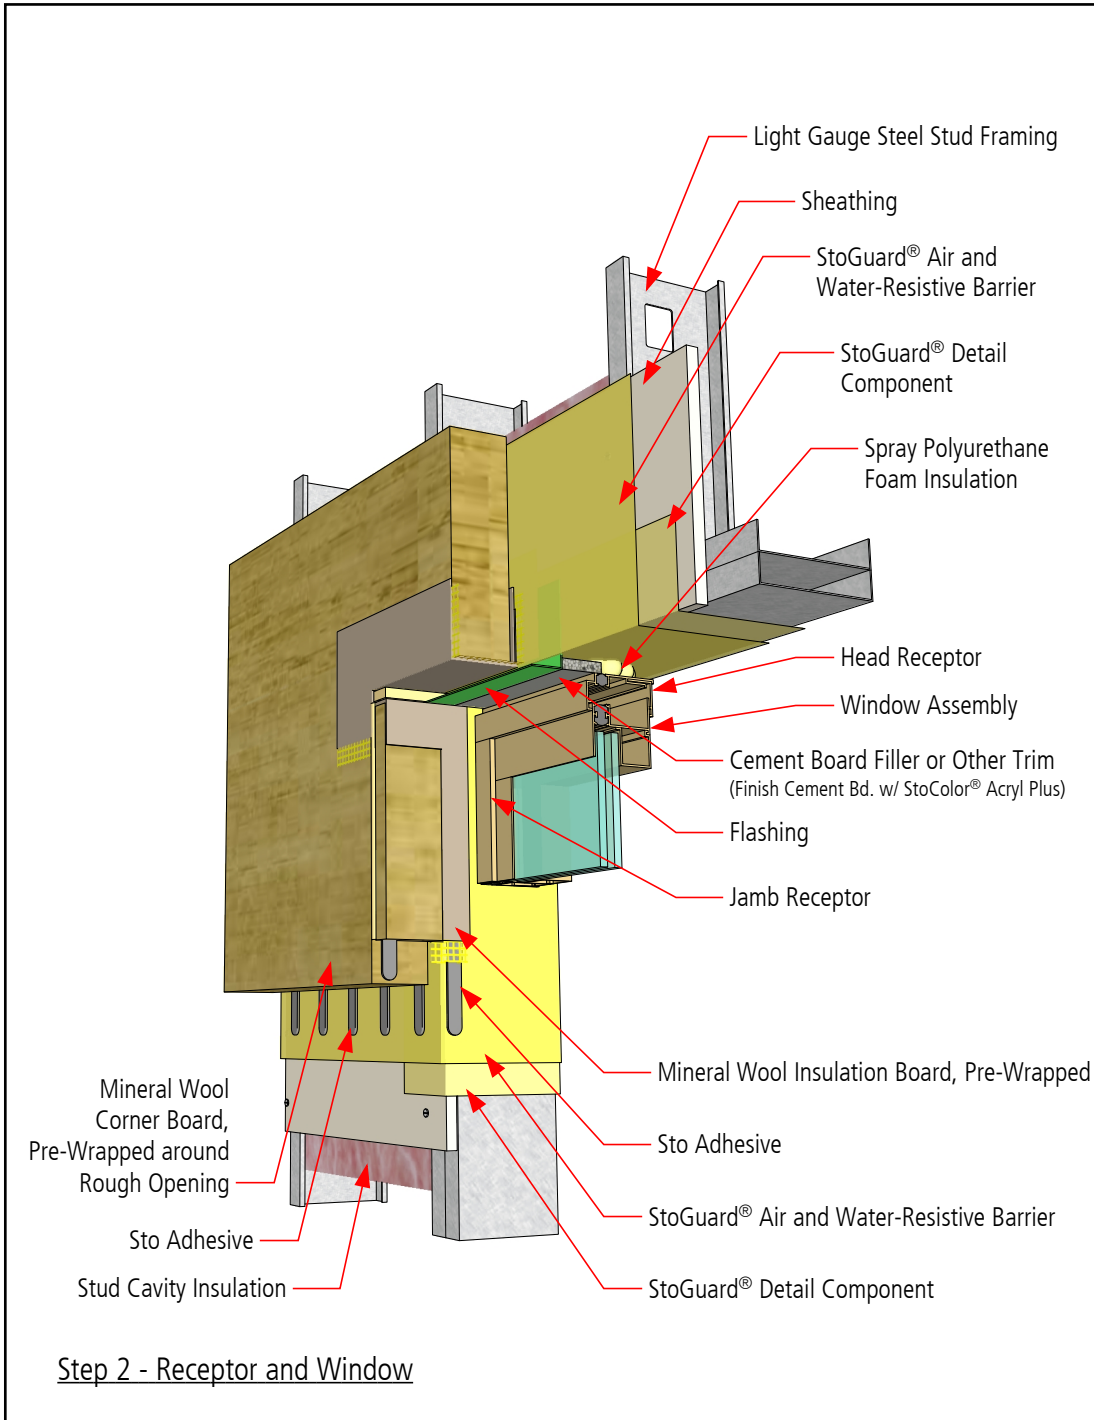 Light Gauge Steel Stud Framing
Sheathing
StoGuard® Air and
Water-Resistive Barrier
StoGuard® Detail
Component
Spray Polyurethane
Foam Insulation
Head Receptor
Window Assembly
Cement Board Filler or Other Trim
(Finish Cement Bd. w/ StoColor® Acryl Plus)
Flashing
Jamb Receptor
Mineral Wool Insulation Board, Pre-Wrapped
Sto Adhesive
StoGuard® Air and Water-Resistive Barrier
StoGuard® Detail Component
Mineral Wool
Corner Board,
Pre-Wrapped around
Rough Opening
Sto Adhesive
Stud Cavity Insulation
Step 2 - Receptor and Window